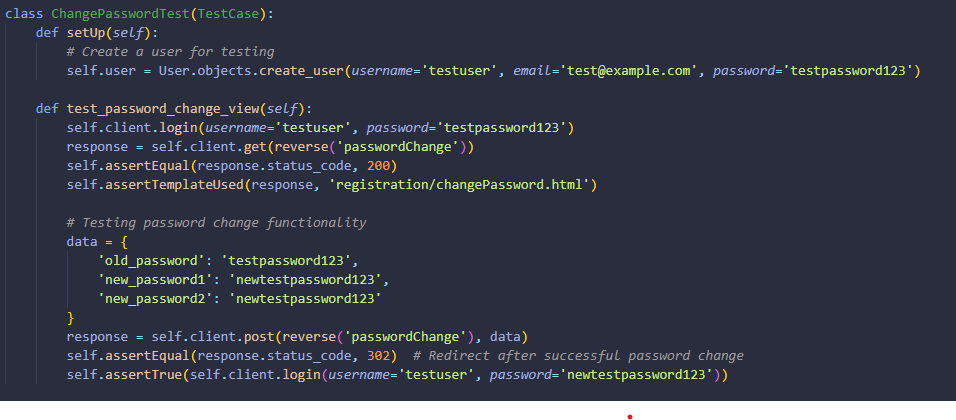 class ChangePasswordTest(TestCase):
    def setUp(self):
        # Create a user for testing
        self.user = User.objects.create_user(username='testuser', email='test@example.com', password='testpassword123')

    def test_password_change_view(self):
        self.client.login(username='testuser', password='testpassword123')
        response = self.client.get(reverse('passwordChange'))
        self.assertEqual(response.status_code, 200)
        self.assertTemplateUsed(response, 'registration/changePassword.html')

        # Testing password change functionality
        data = {
            'old_password': 'testpassword123',
            'new_password1': 'newtestpassword123',
            'new_password2': 'newtestpassword123'
        }
        response = self.client.post(reverse('passwordChange'), data)
        self.assertEqual(response.status_code, 302)  # Redirect after successful password change
        self.assertTrue(self.client.login(username='testuser', password='newtestpassword123'))